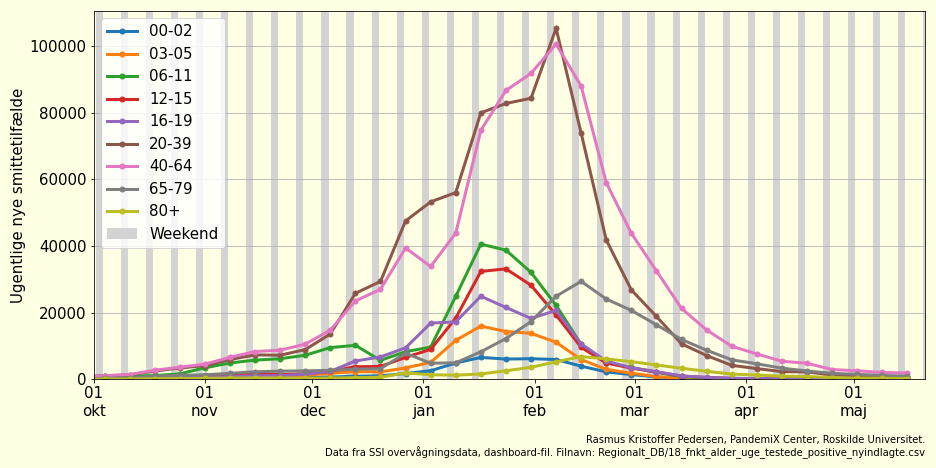 Ugentlige nye smittetilfælde
100000
80000
60000
40000
20000
0
00-02
03-05
06-11
12-15
16-19
20-39
40-64
65-79
80+
Weekend
01 okt
01 nov
01 dec
01 jan
01 feb
01 mar
01 apr
01 maj
Rasmus Kristoffer Pedersen, PandemiX Center, Roskilde Universitet.
Data fra SSI overvågningsdata, dashboard-fil. Filnavn: Regionalt_DB/18_fnkt_alder_uge_testede_positive_nyindlagte.csv